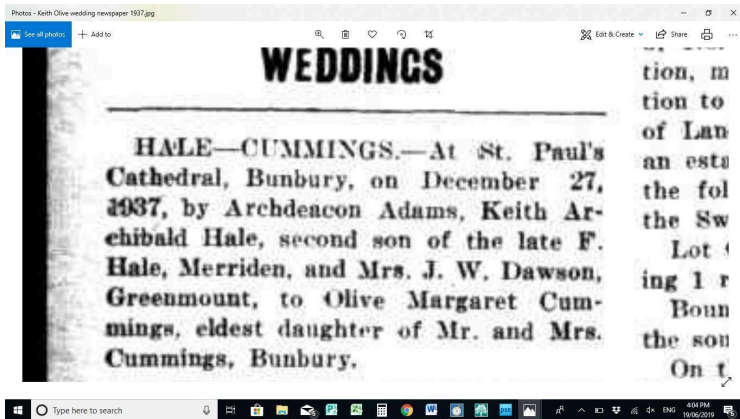 Photos - Keith Olive wedding newspaper 1937.jpg
See all photos
Add to
Edit & Create
Share
WEDDINGS
HALE—CUMMINGS.—At St. Paul's
Cathedral, Bunbury, on December 27,
1937, by Archdeacon Adams, Keith Ar-
chibald Hale, second son of the late F.
Hale, Merriden, and Mrs. J. W. Dawson,
Greenmount, to Olive Margaret Cum-
mings, eldest daughter of Mr. and Mrs.
Cummings, Bunbury.
tion, m
tion to
of Lan
an esta
the fol
the Sw
Lot
ing 1 r
Boun
the sou
On t
Type here to search
ENG
4:04 PM
19/06/2019